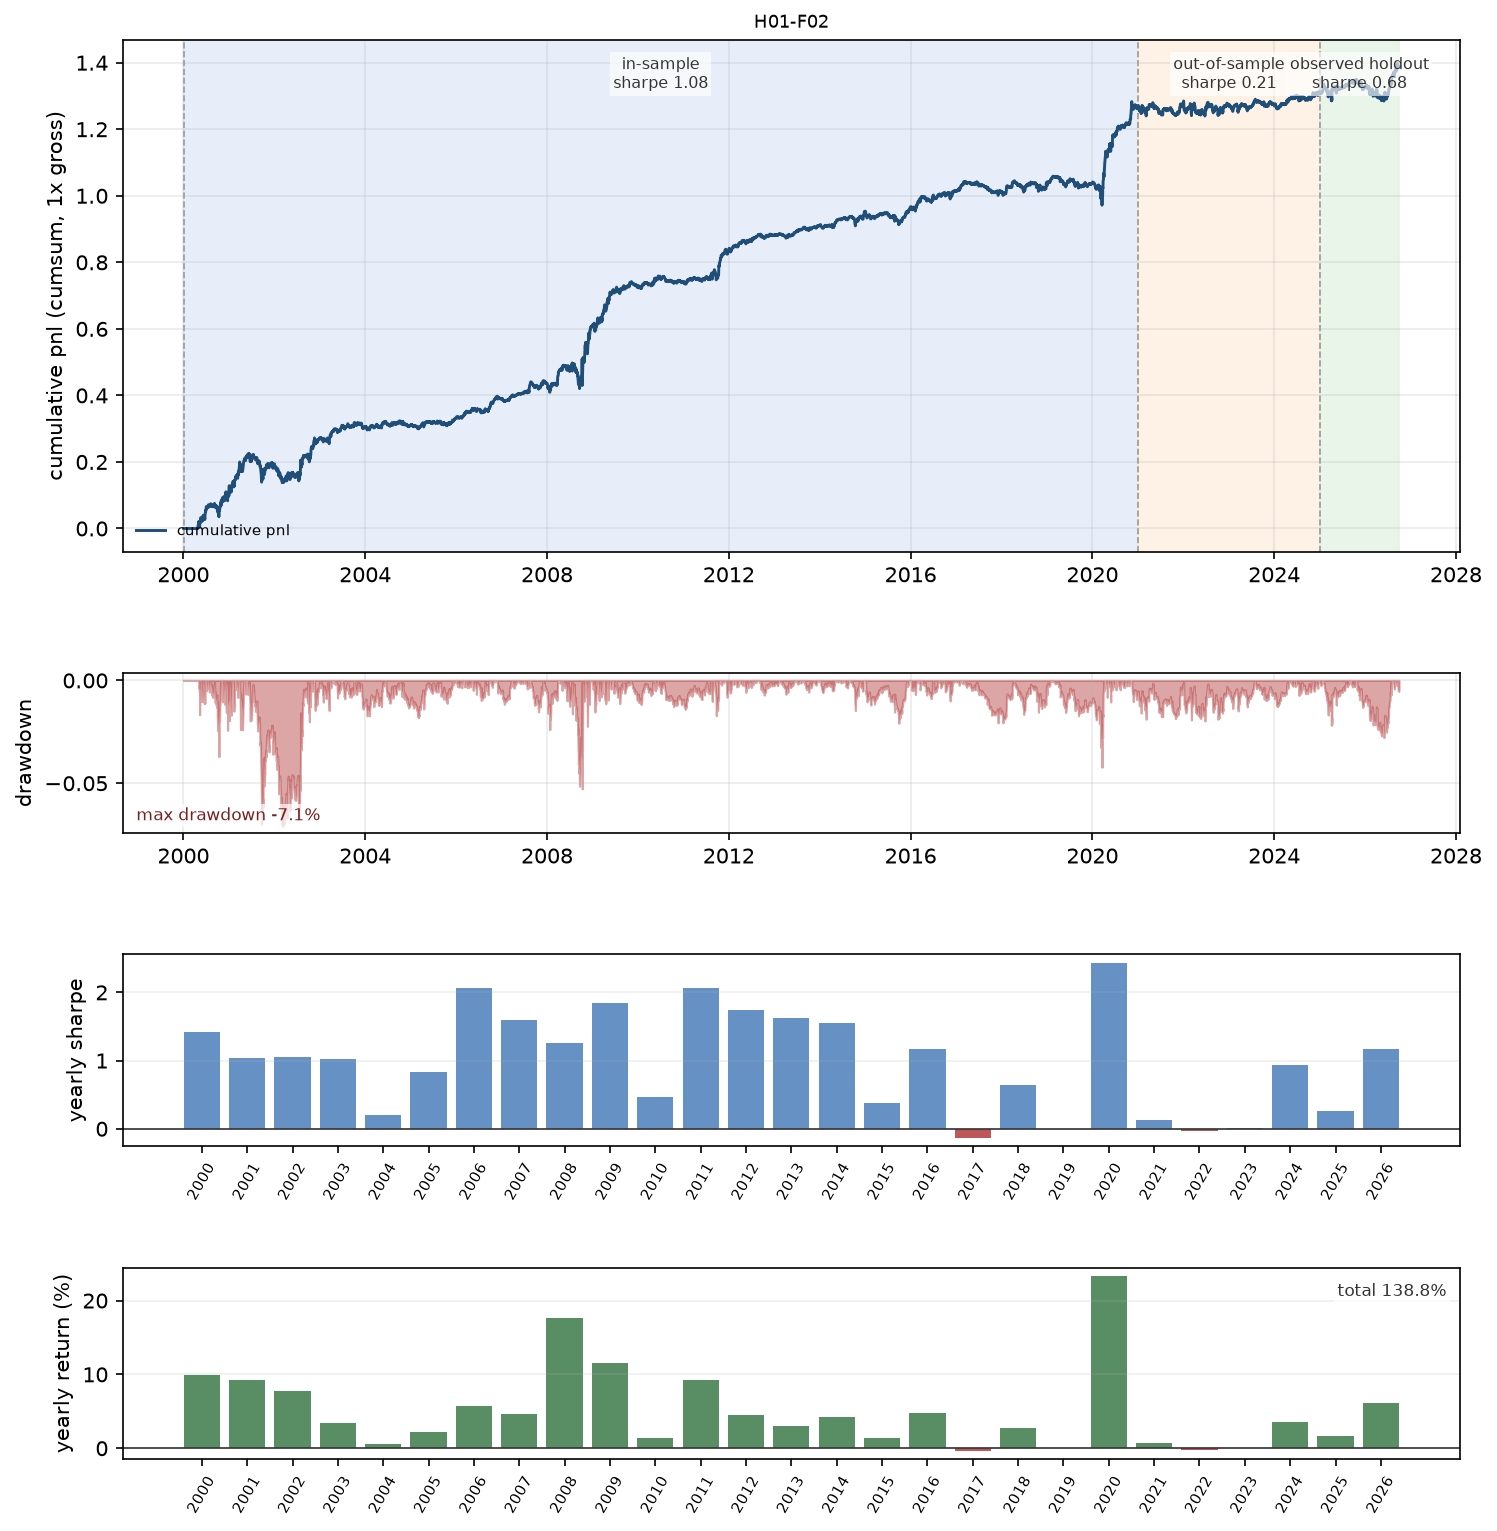 H01-F02
cumulative pnl (cumsum, 1x gross)
1.4
1.2
1.0
0.8
0.6
0.4
0.2
0.0
in-sample
sharpe 1.08
out-of-sample
sharpe 0.21
observed holdout
sharpe 0.68
cumulative pnl
2000 2004 2008 2012 2016 2020 2024 2028
drawdown
0.00
−0.05
max drawdown -7.1%
2000 2004 2008 2012 2016 2020 2024 2028
yearly sharpe
2
1
0
2000 2001 2002 2003 2004 2005 2006 2007 2008 2009 2010 2011 2012 2013 2014 2015 2016 2017 2018 2019 2020 2021 2022 2023 2024 2025 2026
yearly return (%)
20
10
0
total 138.8%
2000 2001 2002 2003 2004 2005 2006 2007 2008 2009 2010 2011 2012 2013 2014 2015 2016 2017 2018 2019 2020 2021 2022 2023 2024 2025 2026